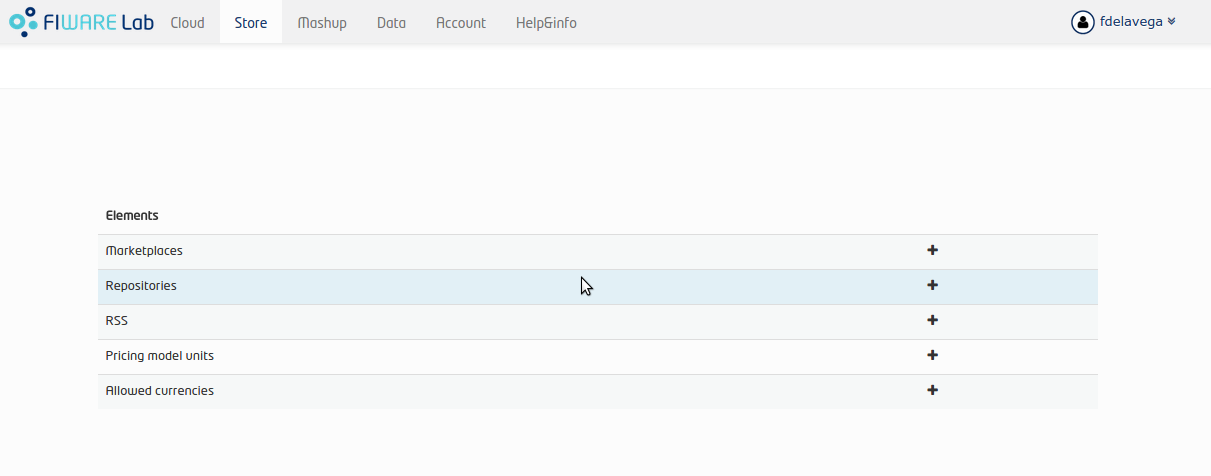 FIWARE Lab Cloud Store Mashup Data Account Help&info fdelavega
Elements
Marketplaces
Repositories
RSS
Pricing model units
Allowed currencies